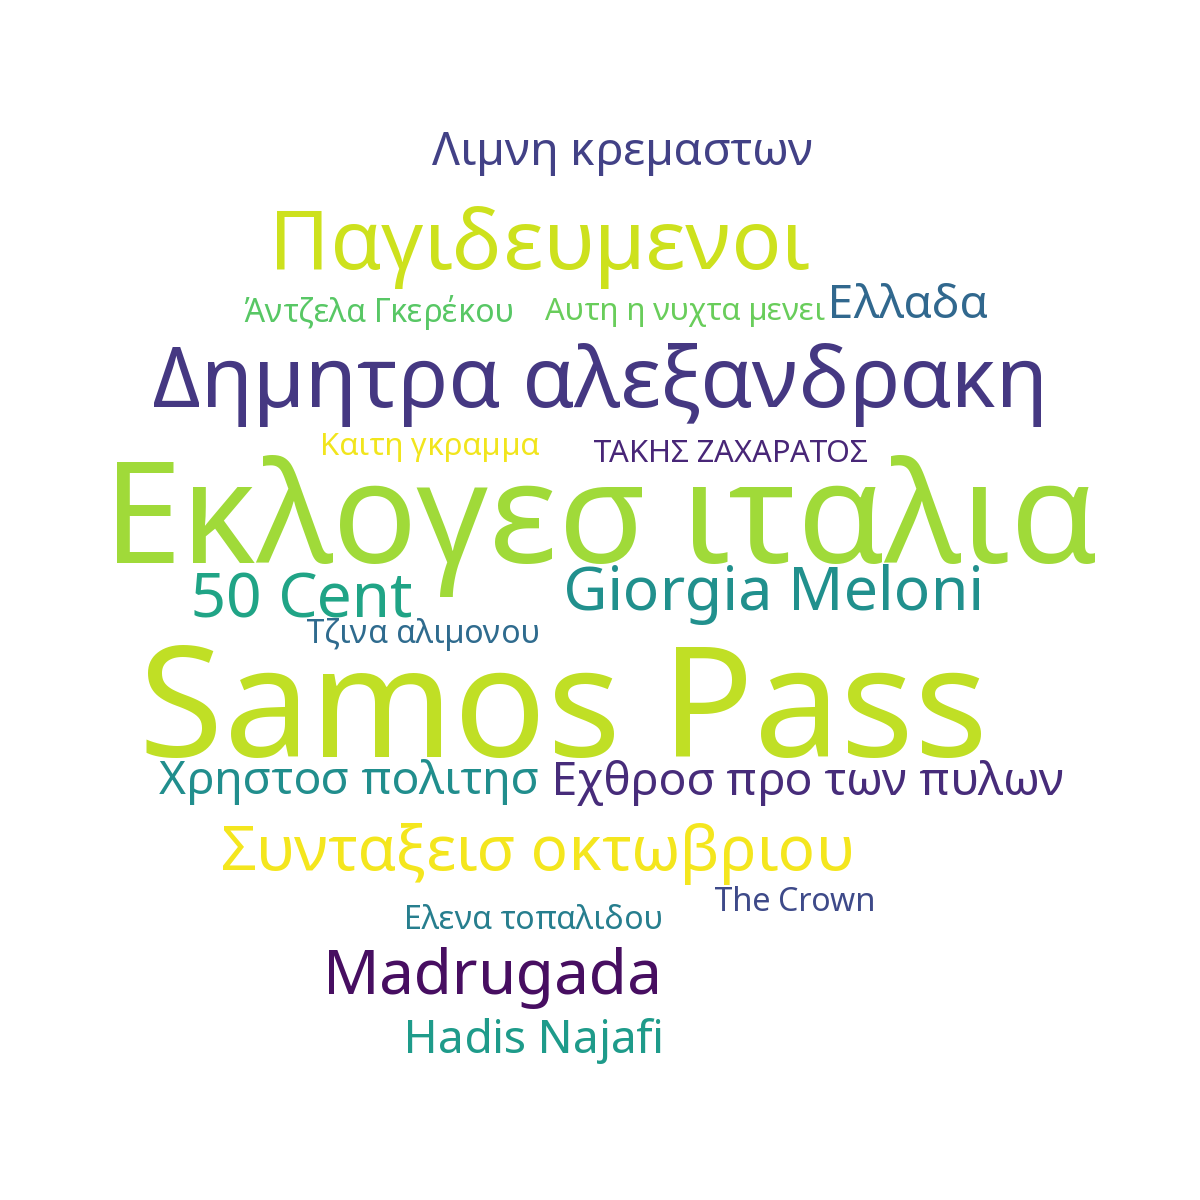 Λιμνη κρεμαστων
Παγιδευμενοι
Άντζελα Γκερέκου
Αυτη η νυχτα μενει
Ελλαδα
Δημητρα αλεξανδρακη
Καιτη γκραμμα
ΤΑΚΗΣ ΖΑΧΑΡΑΤΟΣ
Εκλογεσ ιταλια
50 Cent
Giorgia Meloni
Τζινα αλιμονου
Samos Pass
Χρηστοσ πολιτησ
Εχθροσ προ των πυλων
Συνταξεισ οκτωβριου
The Crown
Ελενα τοπαλιδου
Madrugada
Hadis Najafi